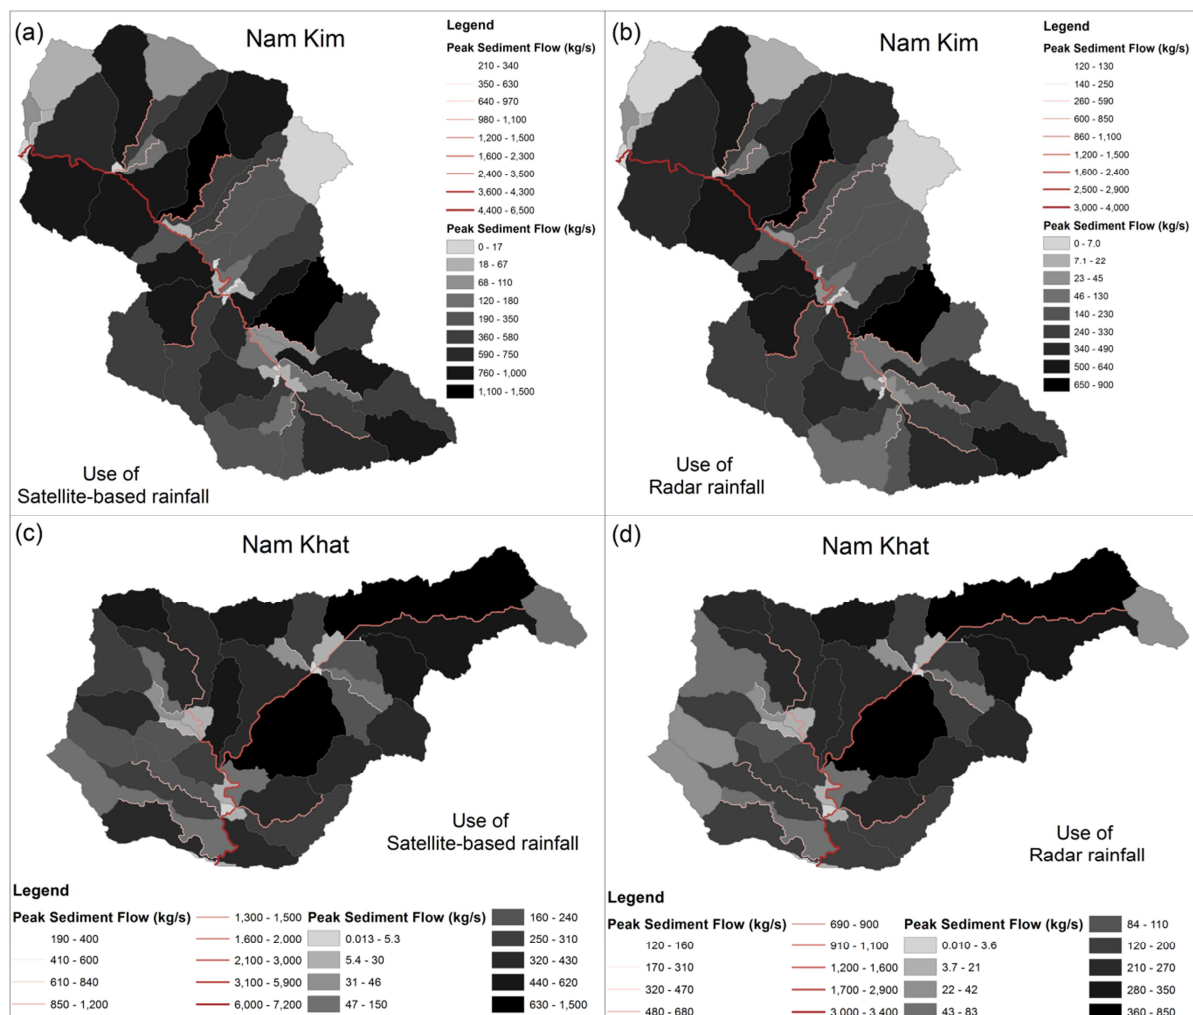 (a)
Nam Kim
Legend
Peak Sediment Flow (kg/s)
210 - 340
350 - 630
640 - 970
980 - 1,100
1,200 - 1,500
1,600 - 2,300
2,400 - 3,500
3,600 - 4,300
4,400 - 6,500
Peak Sediment Flow (kg/s)
0 - 17
18 - 67
68 - 110
120 - 180
190 - 350
360 - 580
590 - 750
760 - 1,000
1,100 - 1,500
Use of
Satellite-based rainfall
(b)
Nam Kim
Legend
Peak Sediment Flow (kg/s)
120 - 130
140 - 250
260 - 590
600 - 850
860 - 1,100
1,200 - 1,500
1,600 - 2,400
2,500 - 2,900
3,000 - 4,000
Peak Sediment Flow (kg/s)
0 - 7.0
7.1 - 22
23 - 45
46 - 130
140 - 230
240 - 330
340 - 490
500 - 640
650 - 900
Use of
Radar rainfall
(c)
Nam Khat
Use of
Satellite-based rainfall
Legend
Peak Sediment Flow (kg/s)
190 - 400
410 - 600
610 - 840
850 - 1,200
1,300 - 1,500
1,600 - 2,000
2,100 - 3,000
3,100 - 5,900
6,000 - 7,200
Peak Sediment Flow (kg/s)
0.013 - 5.3
5.4 - 30
31 - 46
47 - 150
160 - 240
250 - 310
320 - 430
440 - 620
630 - 1,500
(d)
Nam Khat
Use of
Radar rainfall
Legend
Peak Sediment Flow (kg/s)
120 - 160
170 - 310
320 - 470
480 - 680
690 - 900
910 - 1,100
1,200 - 1,600
1,700 - 2,900
3,000 - 3,400
Peak Sediment Flow (kg/s)
0.010 - 3.6
3.7 - 21
22 - 42
43 - 83
84 - 110
120 - 200
210 - 270
280 - 350
360 - 850